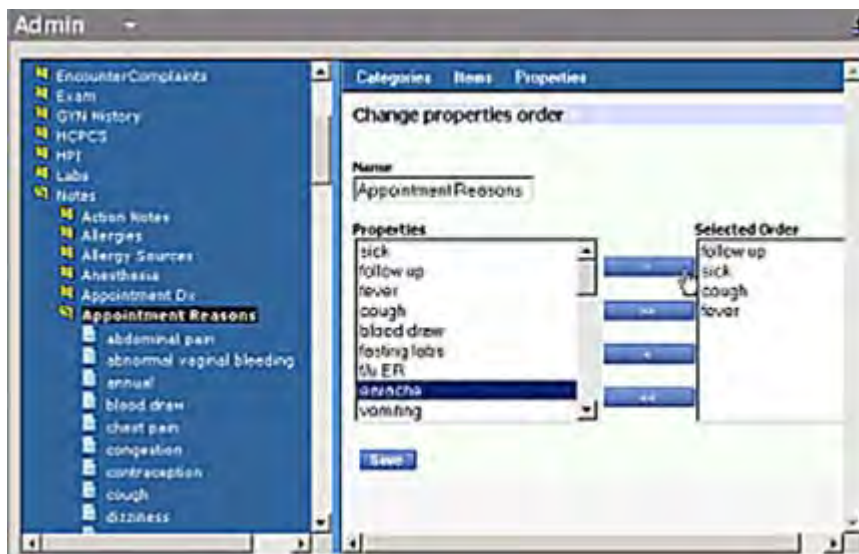 Admin
EncounterComplaints
Exam
GYN History
HCPCS
HPI
Labs
Notes
Action Notes
Allergies
Allergy Sources
Anesthesia
Appointment Dx
Appointment Reasons
abdominal pain
abnormal vaginal bleeding
annual
blood draw
chest pain
congestion
contraception
cough
dizziness
Categories Items Properties
Change properties order
Name
Appointment Reasons
Properties
sick
follow up
fever
cough
blood draw
fasting labs
f/u ER
earache
vomiting
>
>>
<
<<
Selected Order
follow up
sick
cough
fever
Save